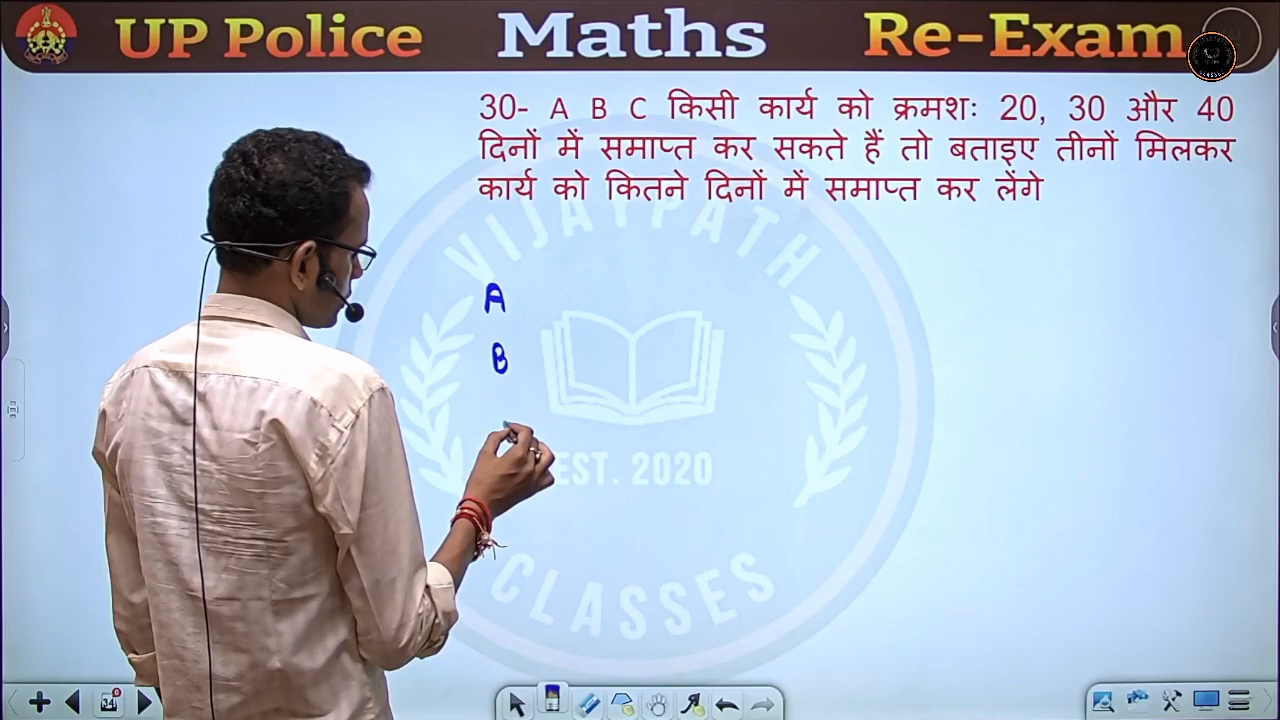 UP Police Maths Re-Exam
30- A B C किसी कार्य को क्रमशः 20, 30 और 40
दिनों में समाप्त कर सकते हैं तो बताइए तीनों मिलकर
कार्य को कितने दिनों में समाप्त कर लेंगे
VIJAYPATH
A
B
EST. 2020
CLASSES
34